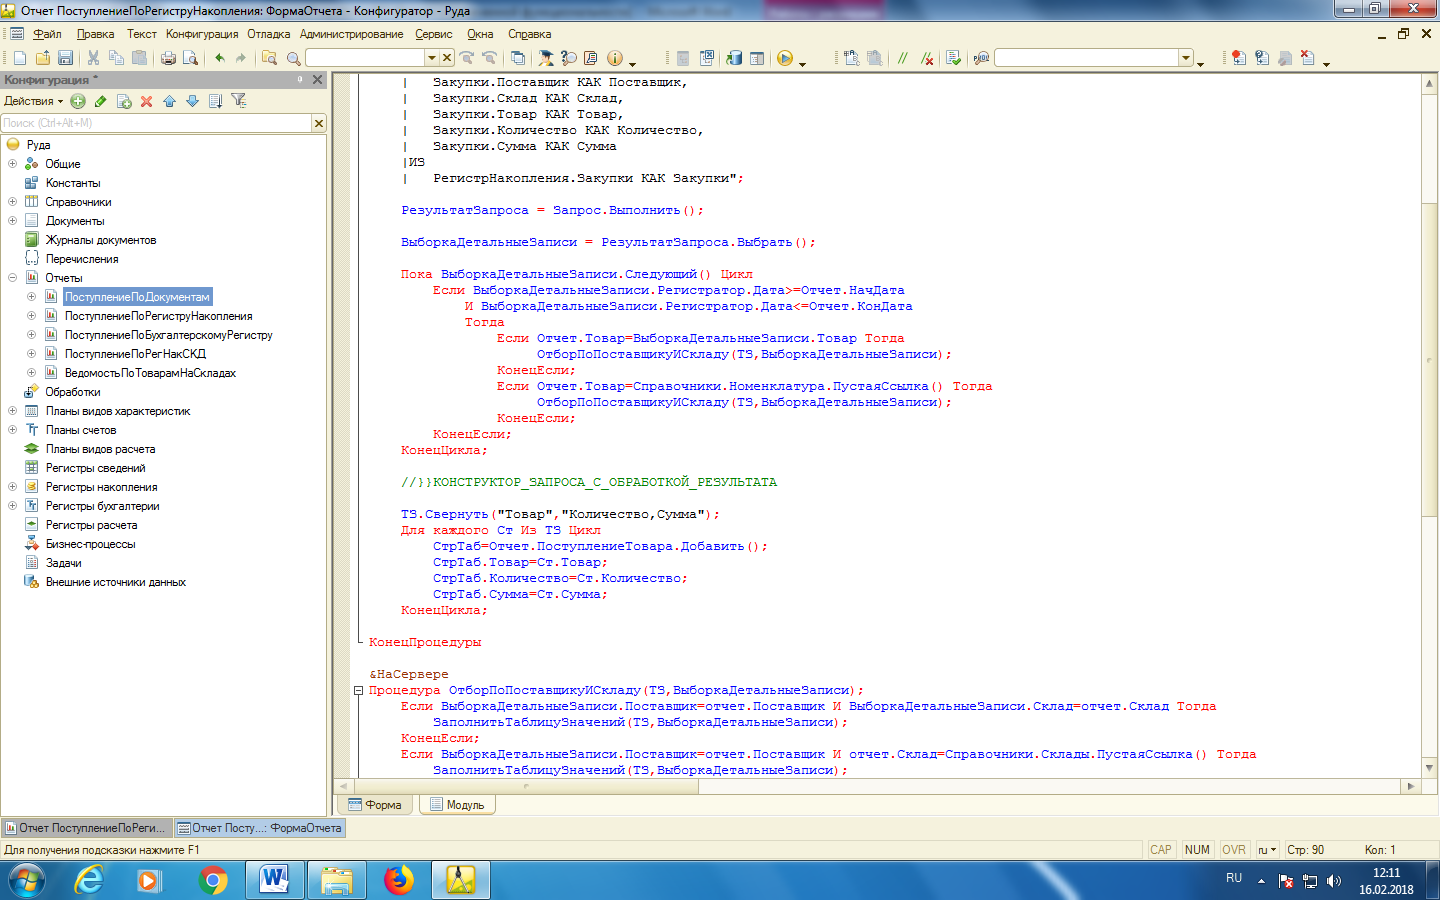 Отчет ПоступлениеПоРегиструНакопления: ФормаОтчета - Конфигуратор - Руда
Файл Правка Текст Конфигурация Отладка Администрирование Сервис Окна Справка
Конфигурация *
Действия
Поиск (Ctrl+Alt+M)
Руда
Общие
Константы
Справочники
Документы
Журналы документов
Перечисления
Отчеты
ПоступлениеПоДокументам
ПоступлениеПоРегиструНакопления
ПоступлениеПоБухгалтерскомуРегистру
ПоступлениеПоРегНакСКД
ВедомостьПоТоварамНаСкладах
Обработки
Планы видов характеристик
Планы счетов
Планы видов расчета
Регистры сведений
Регистры накопления
Регистры бухгалтерии
Регистры расчета
Бизнес-процессы
Задачи
Внешние источники данных
| Закупки.Поставщик КАК Поставщик,
| Закупки.Склад КАК Склад,
| Закупки.Товар КАК Товар,
| Закупки.Количество КАК Количество,
| Закупки.Сумма КАК Сумма
|ИЗ
| РегистрНакопления.Закупки КАК Закупки";
РезультатЗапроса = Запрос.Выполнить();
ВыборкаДетальныеЗаписи = РезультатЗапроса.Выбрать();
Пока ВыборкаДетальныеЗаписи.Следующий() Цикл
Если ВыборкаДетальныеЗаписи.Регистратор.Дата>=Отчет.НачДата
И ВыборкаДетальныеЗаписи.Регистратор.Дата<=Отчет.КонДата
Тогда
Если Отчет.Товар=ВыборкаДетальныеЗаписи.Товар Тогда
ОтборПоПоставщикуИСкладу(ТЗ,ВыборкаДетальныеЗаписи);
КонецЕсли;
Если Отчет.Товар=Справочники.Номенклатура.ПустаяСсылка() Тогда
ОтборПоПоставщикуИСкладу(ТЗ,ВыборкаДетальныеЗаписи);
КонецЕсли;
КонецЕсли;
КонецЦикла;
//}}КОНСТРУКТОР_ЗАПРОСА_С_ОБРАБОТКОЙ_РЕЗУЛЬТАТА
ТЗ.Свернуть("Товар","Количество,Сумма");
Для каждого Ст Из ТЗ Цикл
СтрТаб=Отчет.ПоступлениеТовара.Добавить();
СтрТаб.Товар=Ст.Товар;
СтрТаб.Количество=Ст.Количество;
СтрТаб.Сумма=Ст.Сумма;
КонецЦикла;
КонецПроцедуры
&НаСервере
Процедура ОтборПоПоставщикуИСкладу(ТЗ,ВыборкаДетальныеЗаписи);
Если ВыборкаДетальныеЗаписи.Поставщик=отчет.Поставщик И ВыборкаДетальныеЗаписи.Склад=отчет.Склад Тогда
ЗаполнитьТаблицуЗначений(ТЗ,ВыборкаДетальныеЗаписи);
КонецЕсли;
Если ВыборкаДетальныеЗаписи.Поставщик=отчет.Поставщик И отчет.Склад=Справочники.Склады.ПустаяСсылка() Тогда
ЗаполнитьТаблицуЗначений(ТЗ,ВыборкаДетальныеЗаписи);
Форма Модуль
Отчет ПоступлениеПоРеги... Отчет Посту...: ФормаОтчета
Для получения подсказки нажмите F1 CAP NUM OVR ru Стр: 90 Кол: 1
RU 12:11
16.02.2018